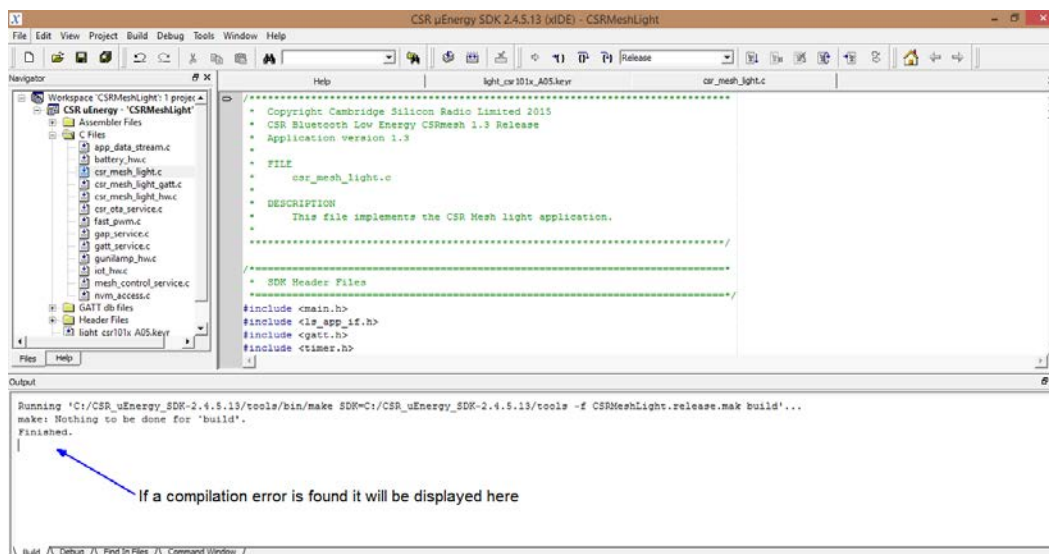 CSR µEnergy SDK 2.4.5.13 (xIDE) - CSRMeshLight
File Edit View Project Build Debug Tools Window Help
Release
Navigator
Help
light_csr101x_A05.keyr
csr_mesh_light.c
Workspace 'CSRMeshLight': 1 projec
CSR uEnergy - 'CSRMeshLight'
Assembler Files
C Files
app_data_stream.c
battery_hw.c
csr_mesh_light.c
csr_mesh_light_gatt.c
csr_mesh_light_hw.c
csr_ota_service.c
fast_pwm.c
gap_service.c
gatt_service.c
gunilamp_hw.c
iot_hw.c
mesh_control_service.c
nvm_access.c
GATT db files
Header Files
light_csr101x_A05.keyr
Files Help
/******************************************************************************
* Copyright Cambridge Silicon Radio Limited 2015
* CSR Bluetooth Low Energy CSRmesh 1.3 Release
* Application version 1.3
*
* FILE
* csr_mesh_light.c
*
* DESCRIPTION
* This file implements the CSR Mesh light application.
*
******************************************************************************/
/*============================================================================*
* SDK Header Files
*============================================================================*/
#include <main.h>
#include <ls_app_if.h>
#include <gatt.h>
#include <timer.h>
Output
Running 'C:/CSR_uEnergy_SDK-2.4.5.13/tools/bin/make SDK=C:/CSR_uEnergy_SDK-2.4.5.13/tools -f CSRMeshLight.release.mak build'...
make: Nothing to be done for 'build'.
Finished.
If a compilation error is found it will be displayed here
Build Debug Find In Files Command Window